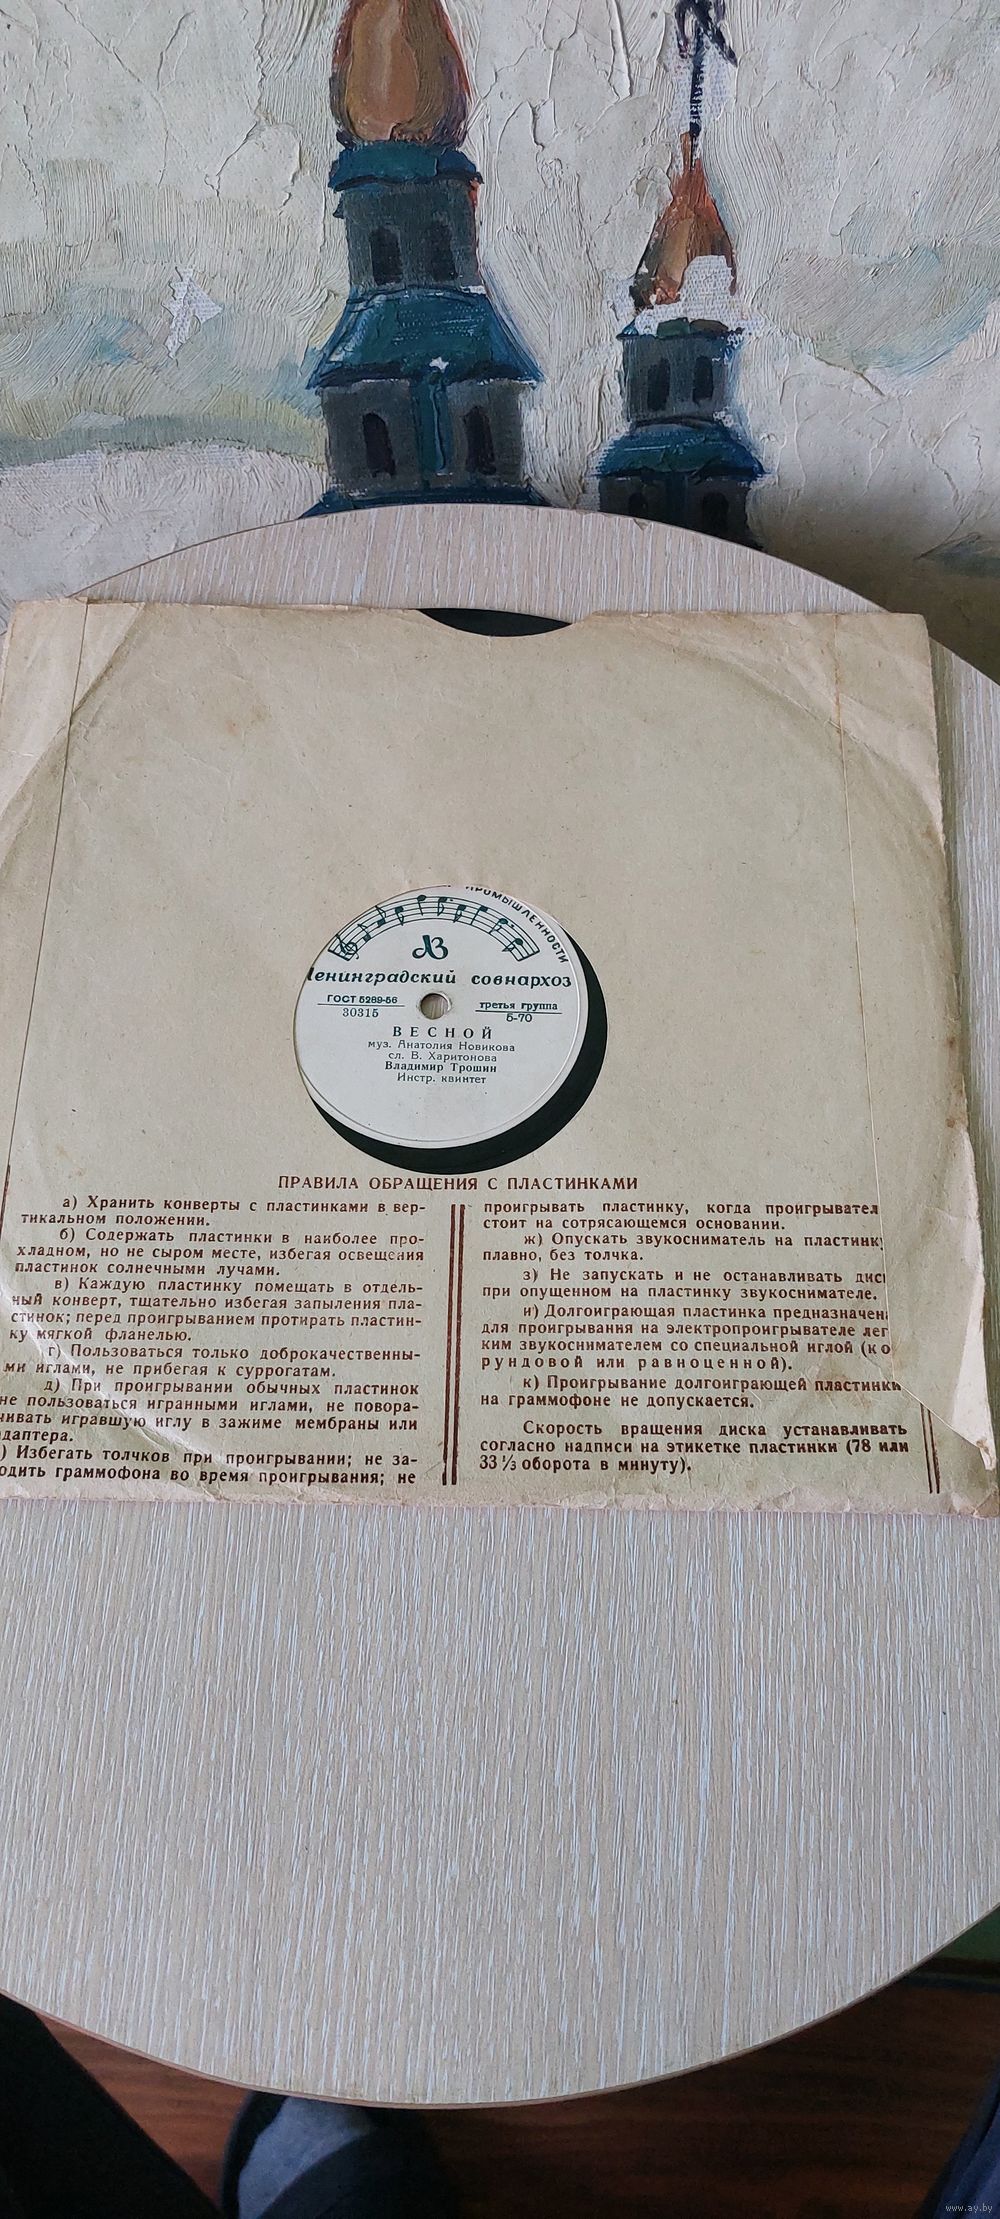 ПРОМЫШЛЕННОСТИ
Ленинградский совнархоз
ГОСТ 5289-56
30315
третья группа
5-70
ВЕСНОЙ
муз. Анатолия Новикова
сл. В. Харитонова
Владимир Трошин
Инстр. квинтет
ПРАВИЛА ОБРАЩЕНИЯ С ПЛАСТИНКАМИ
а) Хранить конверты с пластинками в вер-
тикальном положении.
б) Содержать пластинки в наиболее про-
хладном, но не сыром месте, избегая освещения
пластинок солнечными лучами.
в) Каждую пластинку помещать в отдель-
ный конверт, тщательно избегая запыления пла-
стинок; перед проигрыванием протирать пластин-
ку мягкой фланелью.
г) Пользоваться только доброкачественны-
ми иглами, не прибегая к суррогатам.
д) При проигрывании обычных пластинок
не пользоваться игранными иглами, не повора-
чивать игравшую иглу в зажиме мембраны или
адаптера.
) Избегать толчков при проигрывании; не за-
водить граммофона во время проигрывания; не
проигрывать пластинку, когда проигрывател
стоит на сотрясающемся основании.
ж) Опускать звукосниматель на пластинк
плавно, без толчка.
з) Не запускать и не останавливать дис
при опущенном на пластинку звукоснимателе.
и) Долгоиграющая пластинка предназначен
для проигрывания на электропроигрывателе лег
ким звукоснимателем со специальной иглой (ко
рундовой или равноценной).
к) Проигрывание долгоиграющей пластинки
на граммофоне не допускается.
Скорость вращения диска устанавливать
согласно надписи на этикетке пластинки (78 или
33 1/3 оборота в минуту).
www.ay.by